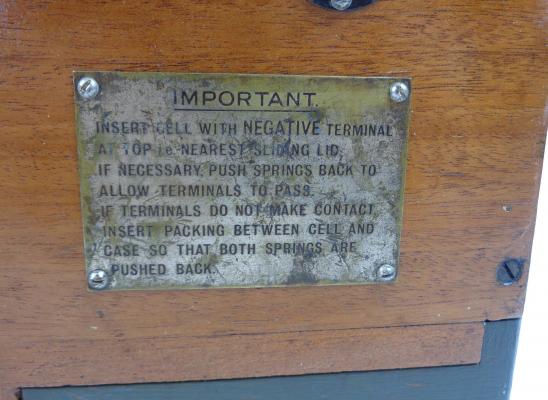 IMPORTANT.
INSERT CELL WITH NEGATIVE TERMINAL
AT TOP i.e. NEAREST SLIDING LID,
IF NECESSARY, PUSH SPRINGS BACK TO
ALLOW TERMINALS TO PASS.
IF TERMINALS DO NOT MAKE CONTACT,
INSERT PACKING BETWEEN CELL AND
CASE SO THAT BOTH SPRINGS ARE
PUSHED BACK.